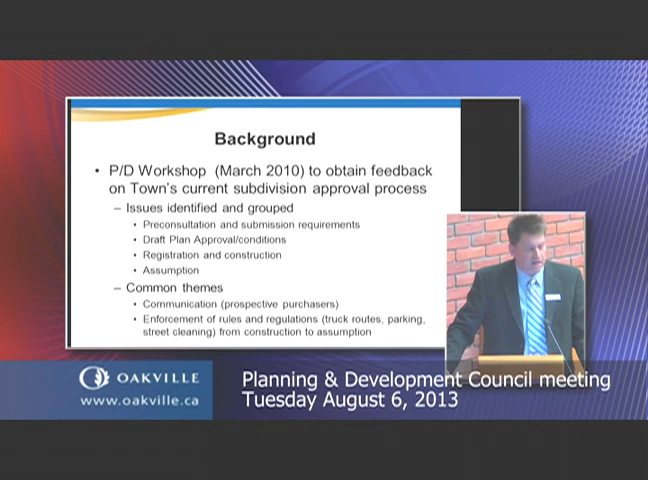 Background
• P/D Workshop (March 2010) to obtain feedback
on Town's current subdivision approval process
– Issues identified and grouped
• Preconsultation and submission requirements
• Draft Plan Approval/conditions
• Registration and construction
• Assumption
– Common themes
• Communication (prospective purchasers)
• Enforcement of rules and regulations (truck routes, parking,
street cleaning) from construction to assumption
OAKVILLE
www.oakville.ca
Planning & Development Council meeting
Tuesday August 6, 2013